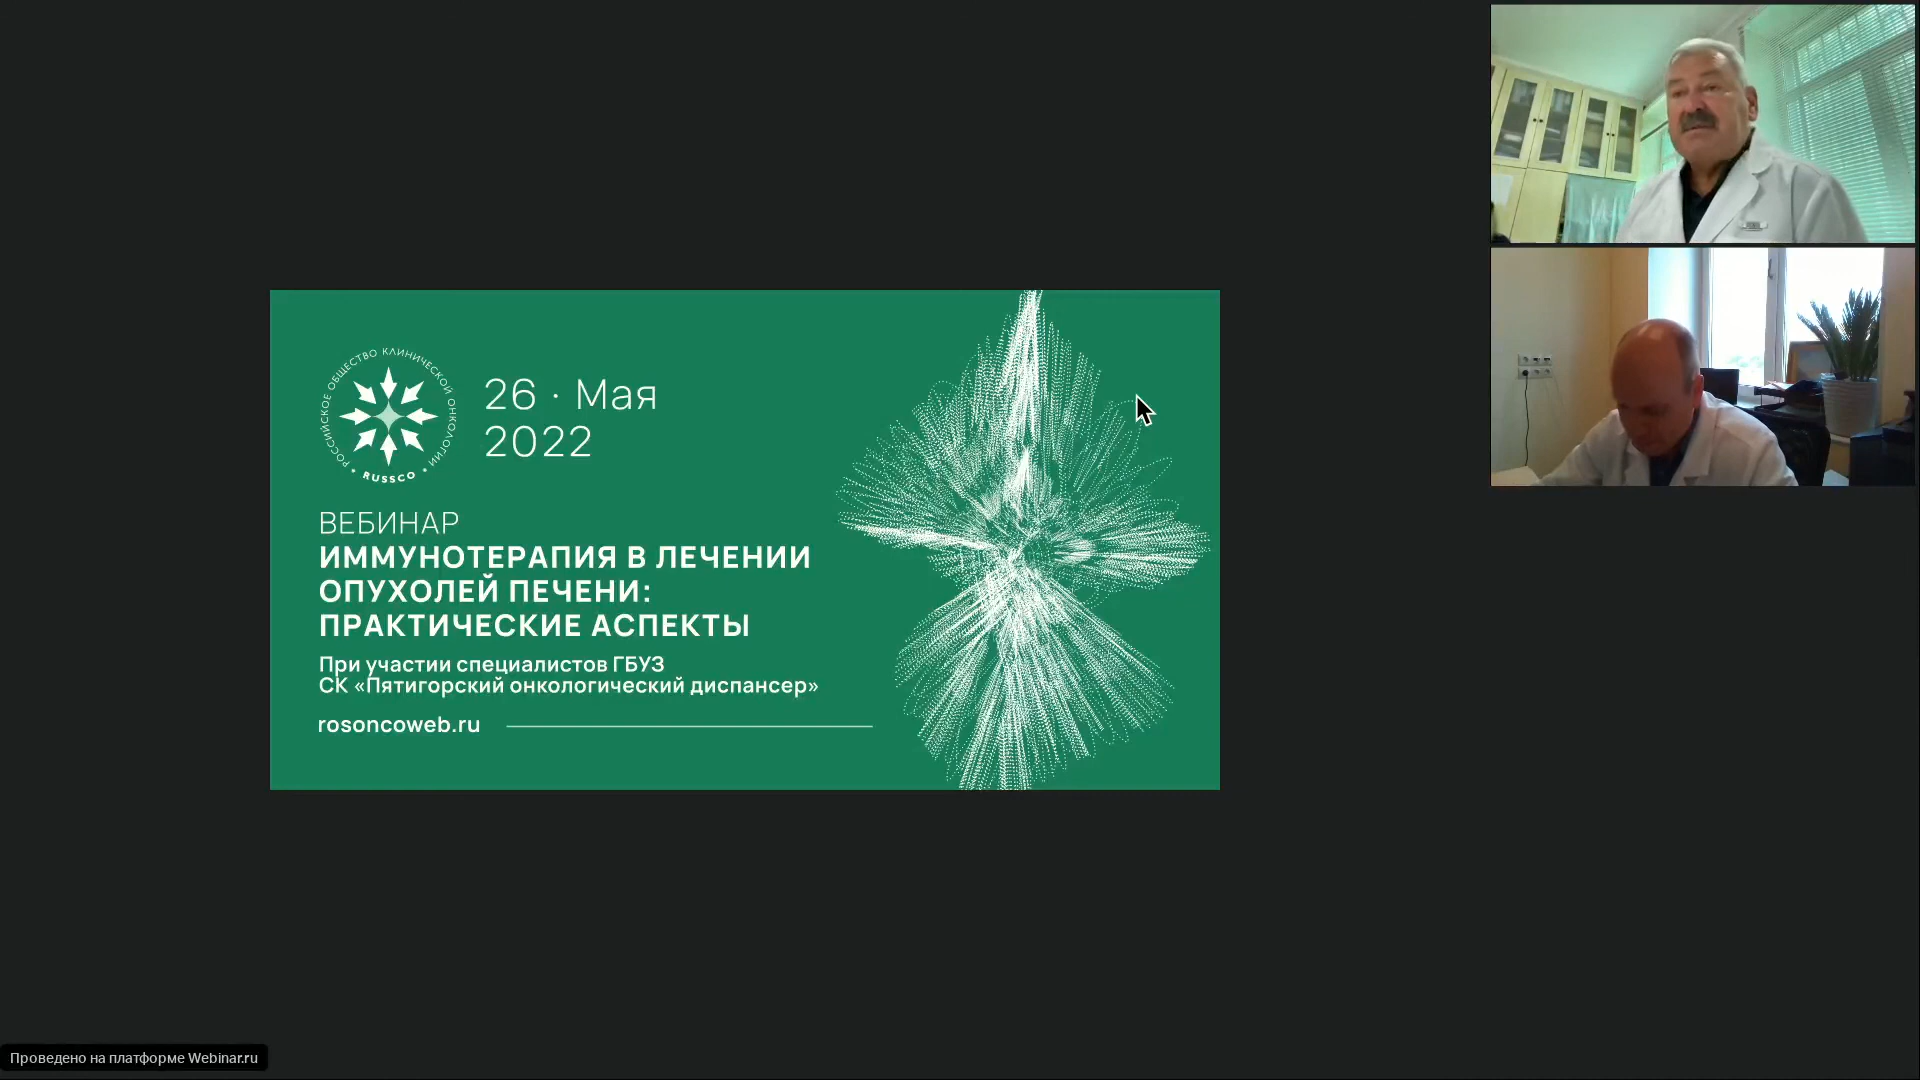 РОССИЙСКОЕ ОБЩЕСТВО КЛИНИЧЕСКОЙ ОНКОЛОГИИ
• RUSSCO •
26 · Мая
2022
ВЕБИНАР
ИММУНОТЕРАПИЯ В ЛЕЧЕНИИ
ОПУХОЛЕЙ ПЕЧЕНИ:
ПРАКТИЧЕСКИЕ АСПЕКТЫ
При участии специалистов ГБУЗ
СК «Пятигорский онкологический диспансер»
rosoncoweb.ru
Проведено на платформе Webinar.ru